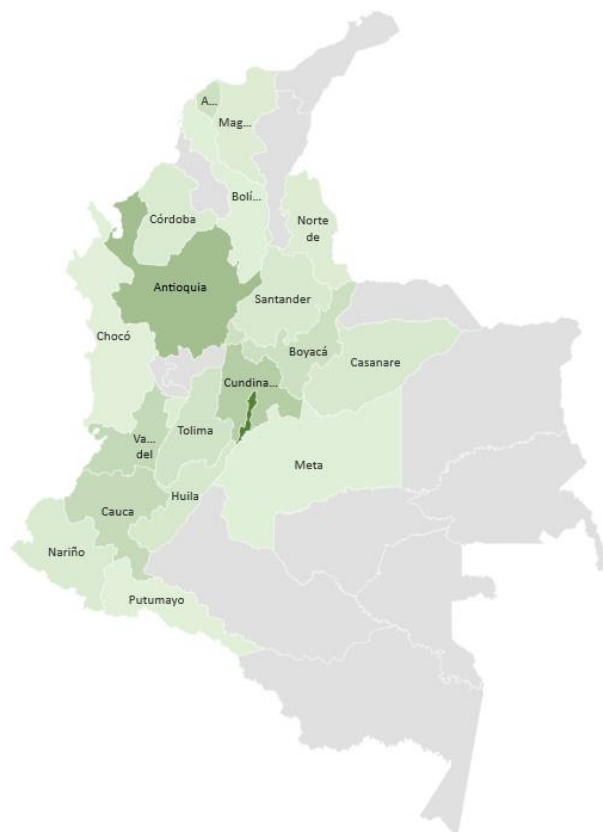 A...
Mag...
Bolí...
Córdoba
Norte
de
Antioquia
Santander
Chocó
Boyacá
Casanare
Cundina...
Tolima
Va...
del
Meta
Huila
Cauca
Nariño
Putumayo